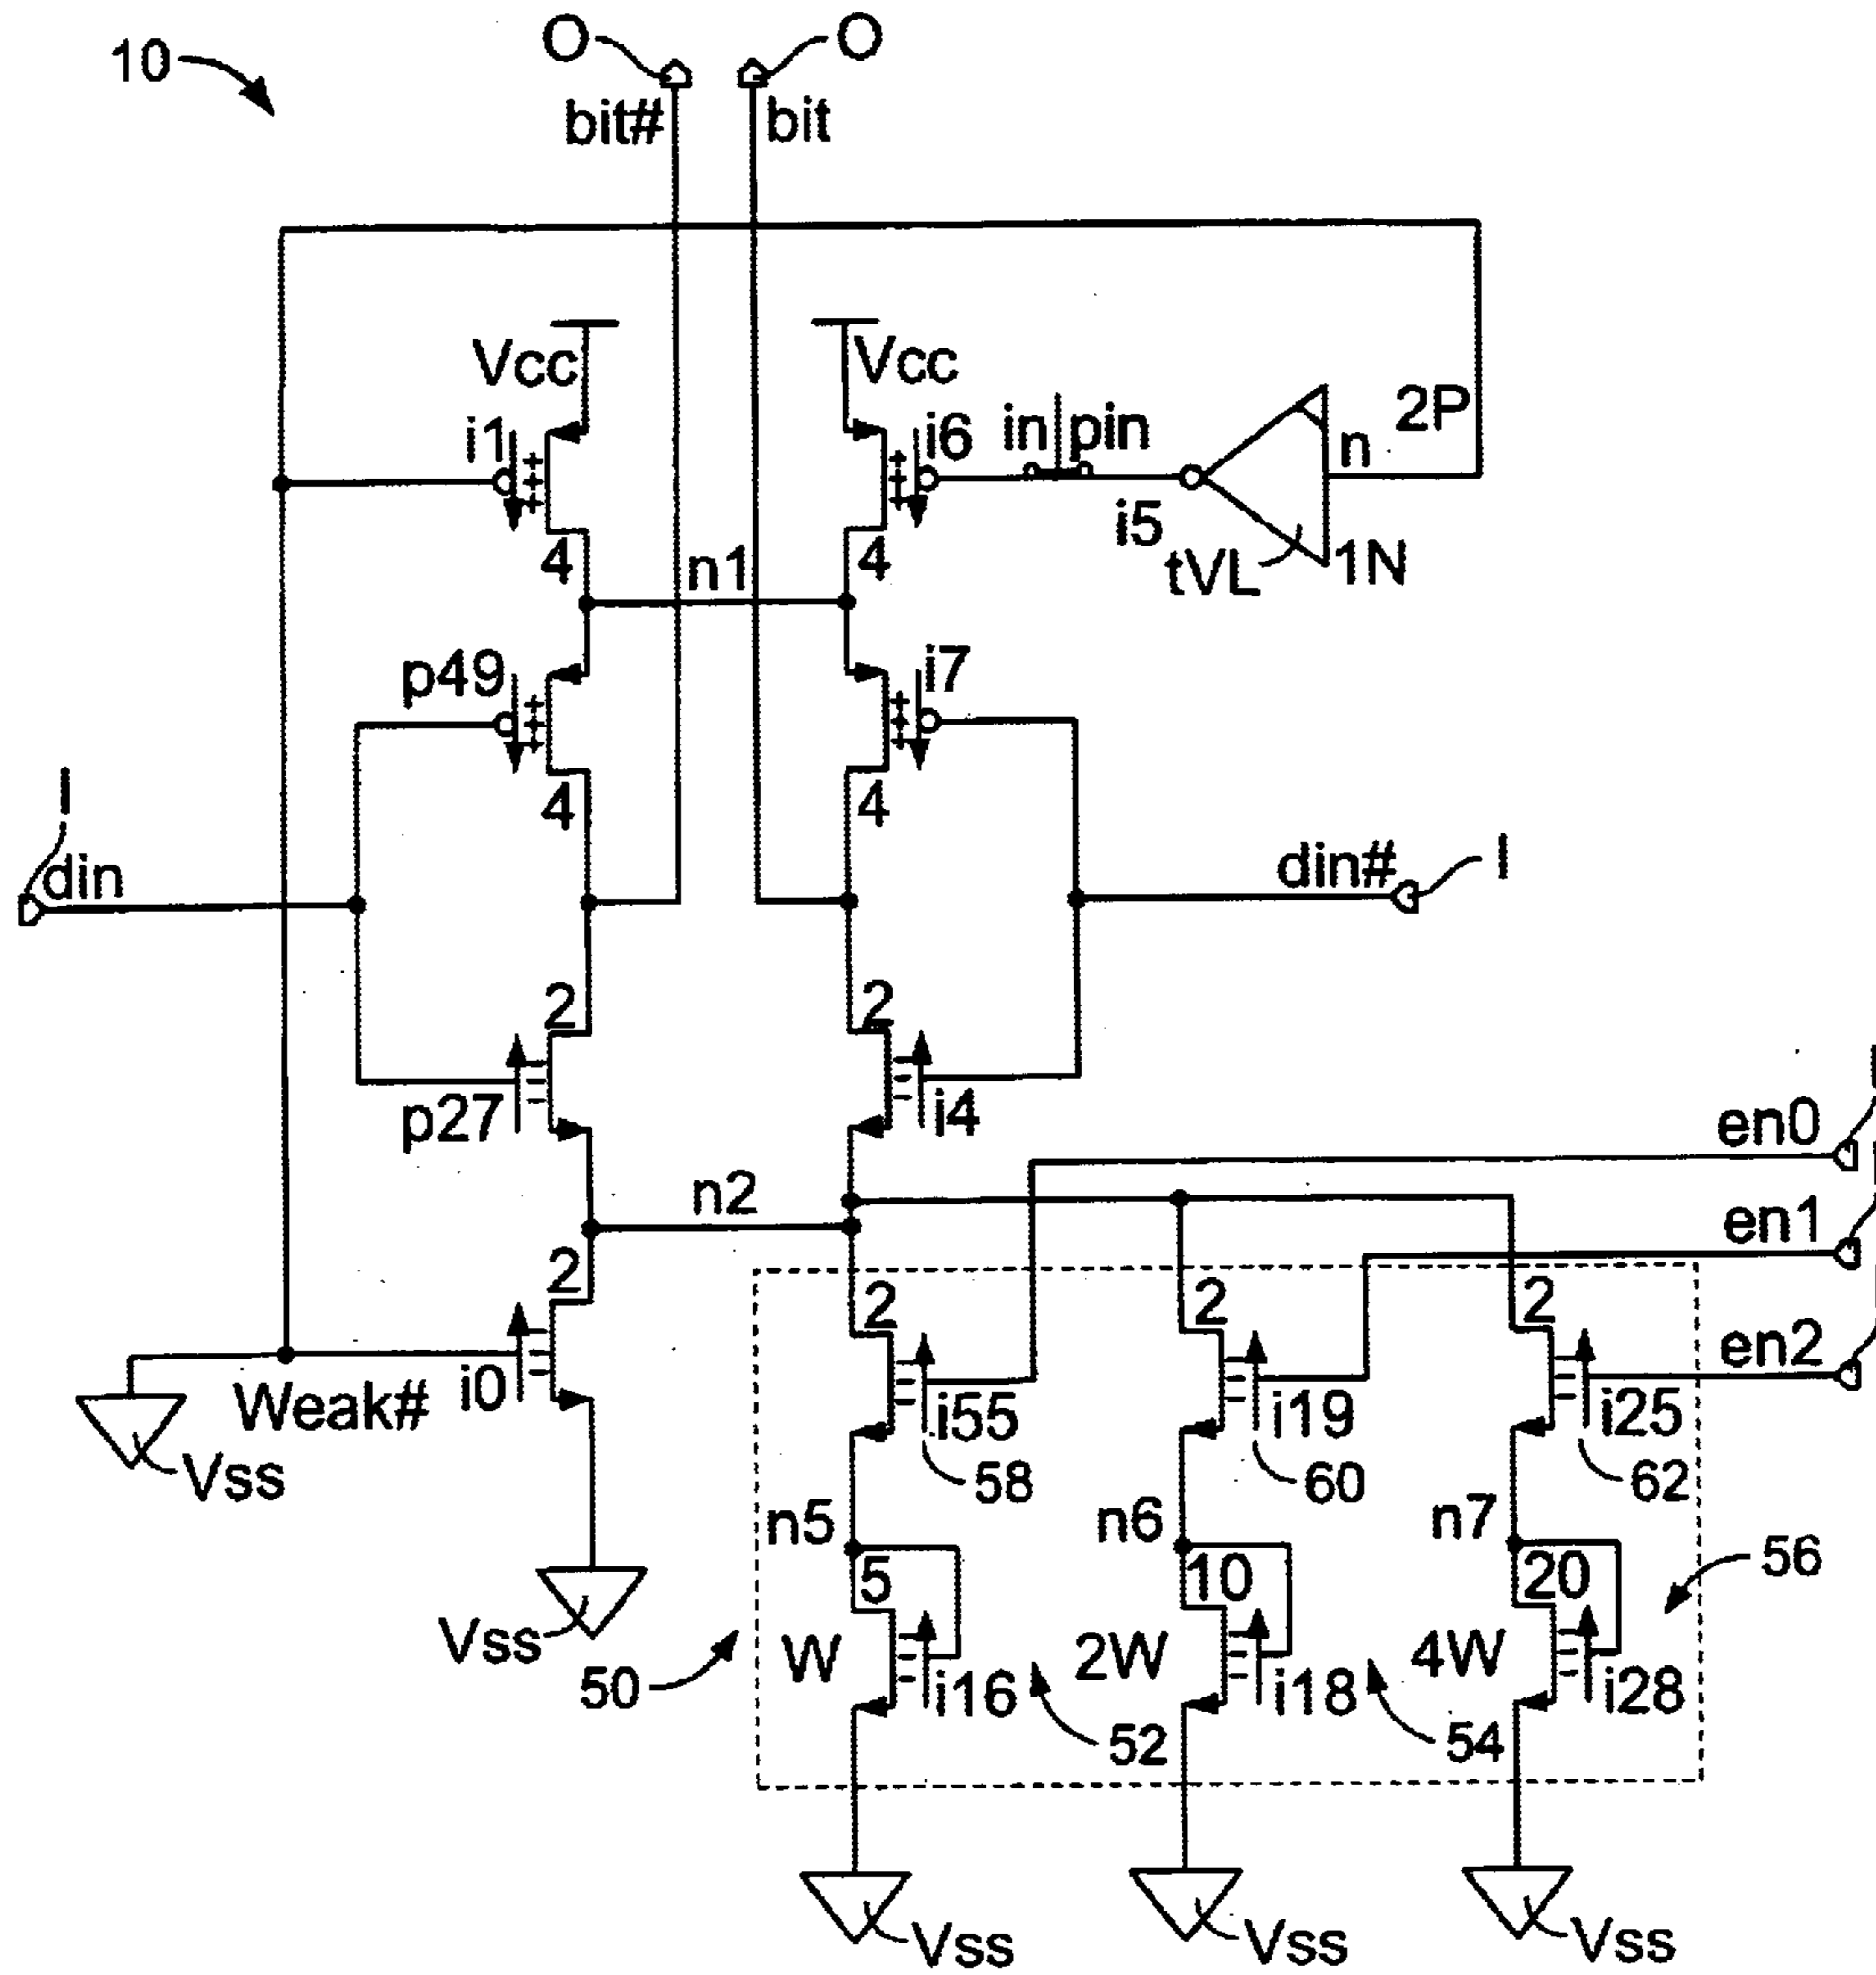 10
O
O
bit#
bit
Vcc
Vcc
i1
i6
in
pin
n
2P
4
n1
4
i5
tVL
1N
p49
i7
I
4
4
din
din#
I
2
2
p27
i4
en0
I
n2
en1
2
2
2
2
en2
Weak#
i0
i55
i19
i25
Vss
58
60
62
n5
n6
n7
5
10
20
56
Vss
W
2W
4W
50
i16
i18
i28
52
54
Vss
Vss
Vss